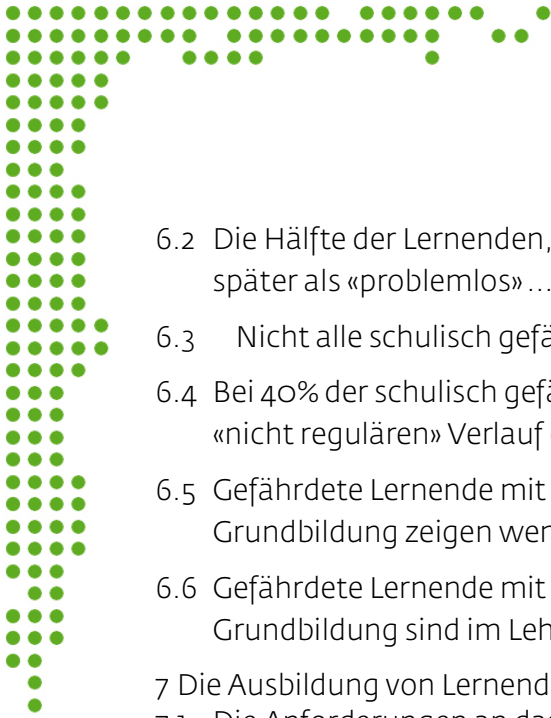 6.2 Die Hälfte der Lernenden,
später als «problemlos» ...
6.3 Nicht alle schulisch gefä
6.4 Bei 40% der schulisch gefä
«nicht regulären» Verlauf
6.5 Gefährdete Lernende mit
Grundbildung zeigen wer
6.6 Gefährdete Lernende mit
Grundbildung sind im Leh
7 Die Ausbildung von Lernend